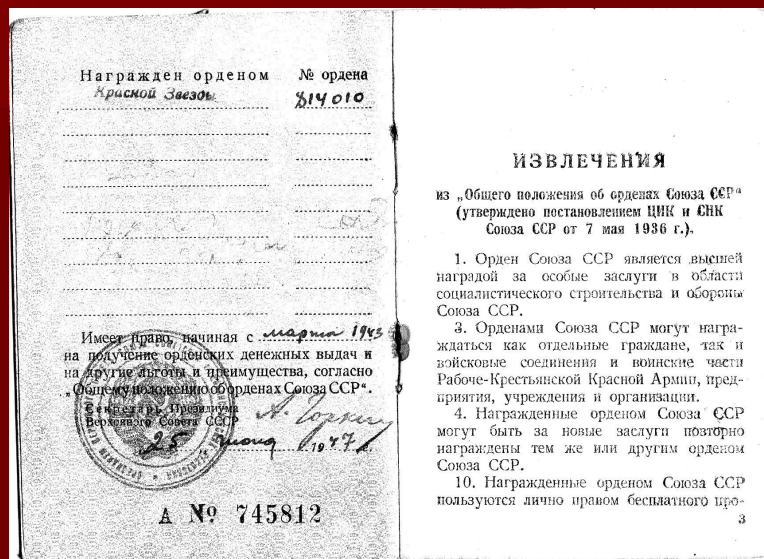 Награжден орденом № ордена
Красной Звезды 814010
Имеет право, начиная с марта 1943
на получение орденских денежных выдач и
на другие льготы и преимущества, согласно
„Общему положению об орденах Союза ССР“.
Секретарь Президиума
Верховного Совета СССР А. Горкин
25 июня 1947 г.
А № 745812
ИЗВЛЕЧЕНИЯ
из „Общего положения об орденах Союза ССР“
(утверждено постановлением ЦИК и СНК
Союза ССР от 7 мая 1936 г.).
1. Орден Союза ССР является высшей
наградой за особые заслуги в области
социалистического строительства и обороны
Союза ССР.
3. Орденами Союза ССР могут награ-
ждаться как отдельные граждане, так и
войсковые соединения и воинские части
Рабоче-Крестьянской Красной Армии, пред-
приятия, учреждения и организации.
4. Награжденные орденом Союза ССР
могут быть за новые заслуги повторно
награждены тем же или другим орденом
Союза ССР.
10. Награжденные орденом Союза ССР
пользуются лично правом бесплатного про-
3